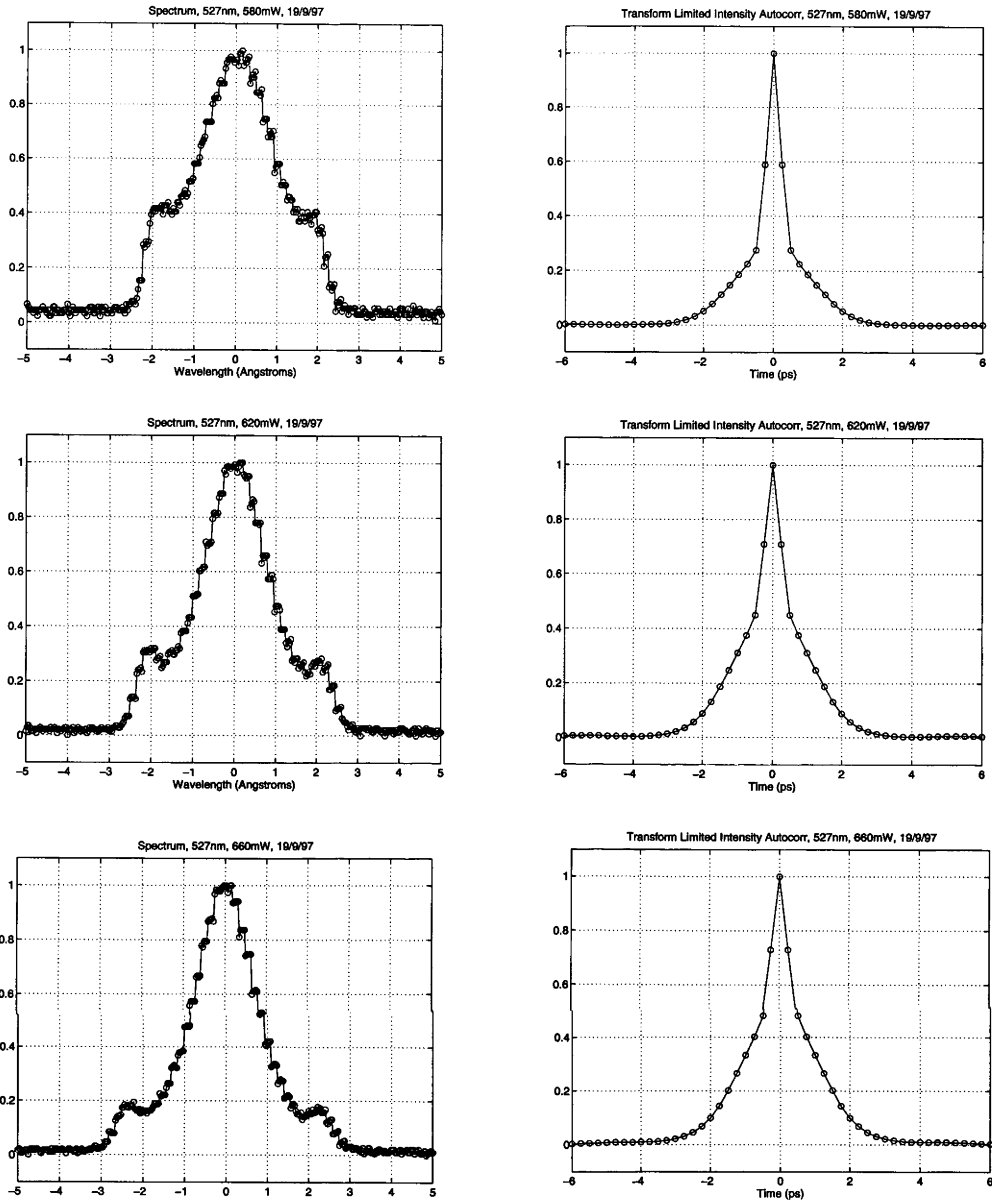 Spectrum, 527nm, 580mW, 19/9/97
1
0.8
0.6
0.4
0.2
0
-5 -4 -3 -2 -1 0 1 2 3 4 5
Wavelength (Angstroms)
Transform Limited Intensity Autocorr, 527nm, 580mW, 19/9/97
1
0.8
0.6
0.4
0.2
0
-6 -4 -2 0 2 4 6
Time (ps)
Spectrum, 527nm, 620mW, 19/9/97
1
0.8
0.6
0.4
0.2
0
-5 -4 -3 -2 -1 0 1 2 3 4 5
Wavelength (Angstroms)
Transform Limited Intensity Autocorr, 527nm, 620mW, 19/9/97
1
0.8
0.6
0.4
0.2
0
-6 -4 -2 0 2 4 6
Time (ps)
Spectrum, 527nm, 660mW, 19/9/97
1
0.8
0.6
0.4
0.2
0
-5 -4 -3 -2 -1 0 1 2 3 4 5
Transform Limited Intensity Autocorr, 527nm, 660mW, 19/9/97
1
0.8
0.6
0.4
0.2
0
-6 -4 -2 0 2 4 6